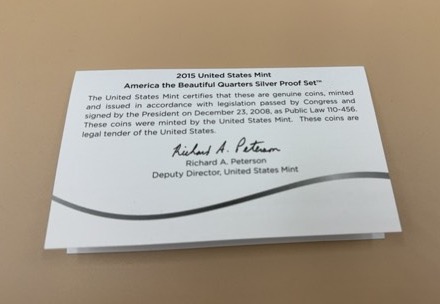 2015 United States Mint
America the Beautiful Quarters Silver Proof Set™
The United States Mint certifies that these are genuine coins, minted
and issued in accordance with legislation passed by Congress and
signed by the President on December 23, 2008, as Public Law 110-456.
These coins were minted by the United States Mint. These coins are
legal tender of the United States.
Richard A. Peterson
Richard A. Peterson
Deputy Director, United States Mint